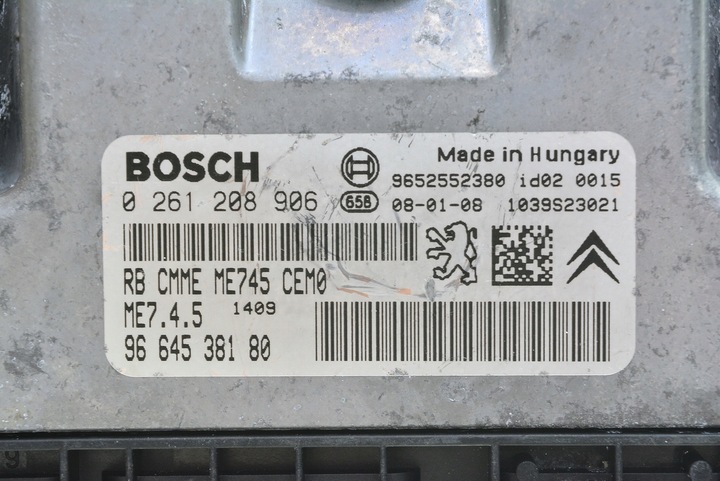 BOSCH
Made in Hungary
9652552380 id02 0015
0 261 208 906
658
08-01-08 1039S23021
RB CMME ME745 CEM0
ME7.4.5 1409
96 645 381 80